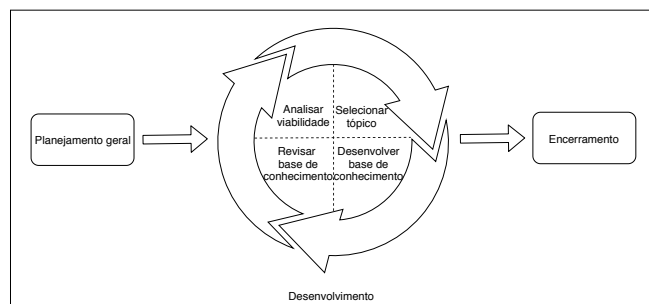 Planejamento geral
Analisar
viabilidade
Selecionar
tópico
Revisar
base de
conhecimento
Desenvolver
base de
conhecimento
Encerramento
Desenvolvimento